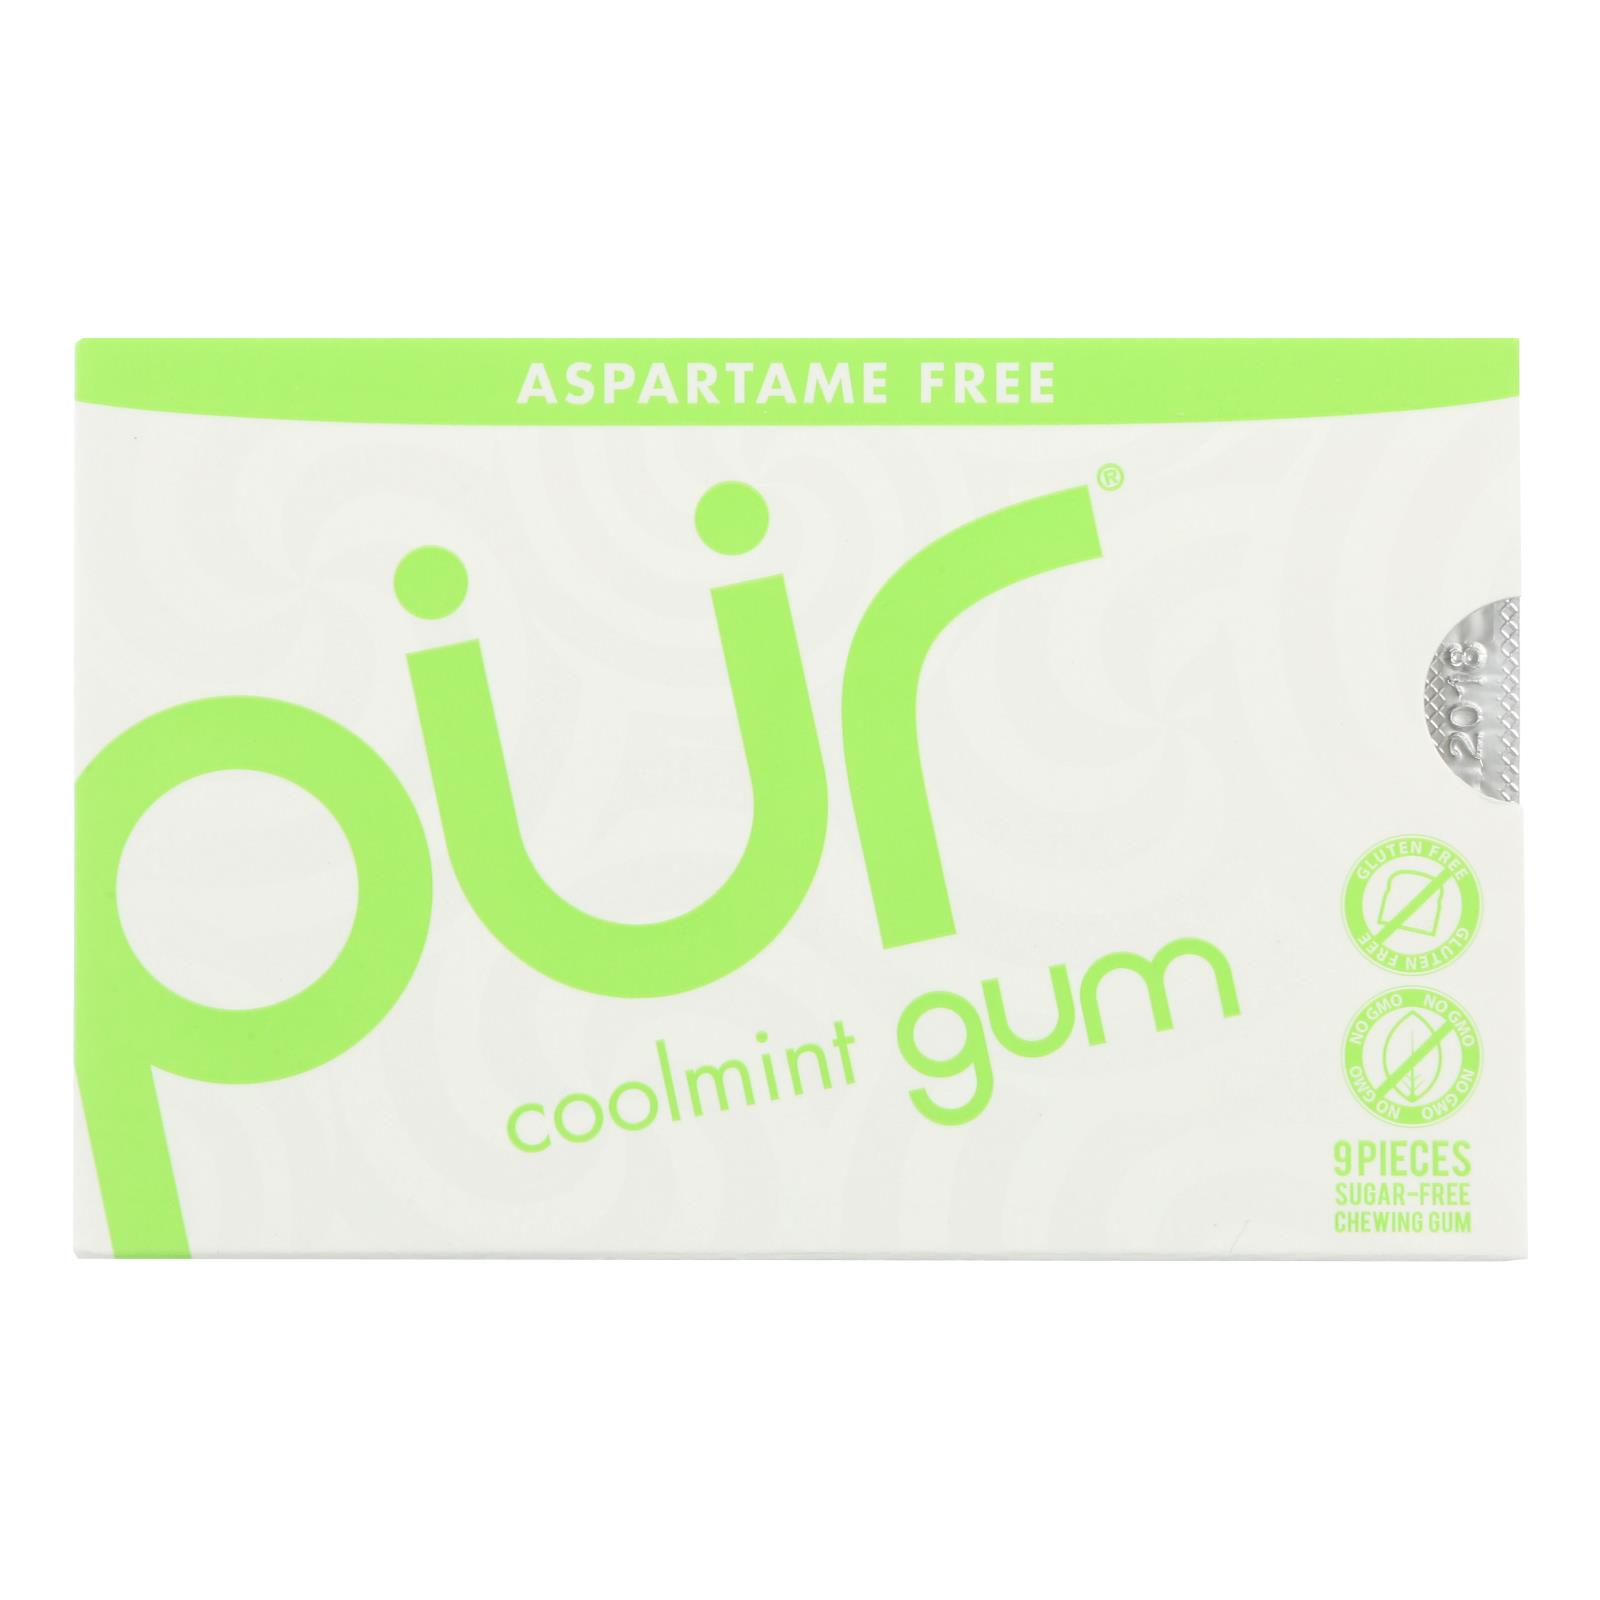 ASPARTAME FREE
pür®
coolmint gum
2018
GLUTEN FREE GLUTEN FREE
NO GMO NO GMO NO GMO NO GMO
9 PIECES
SUGAR-FREE
CHEWING GUM